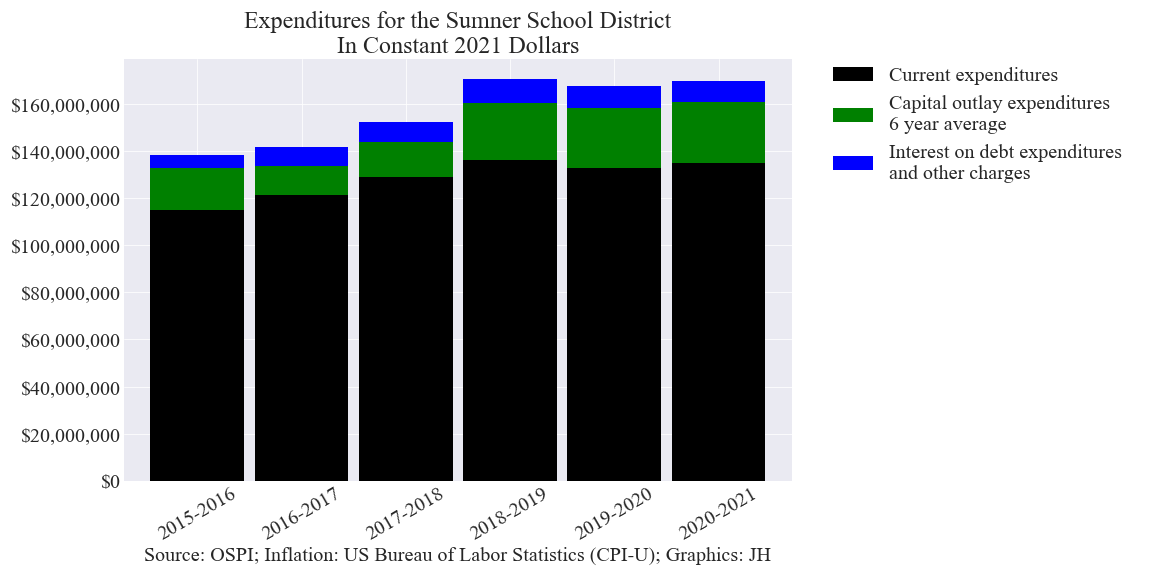 Expenditures for the Sumner School District
In Constant 2021 Dollars
$160,000,000
$140,000,000
$120,000,000
$100,000,000
$80,000,000
$60,000,000
$40,000,000
$20,000,000
$0
2015-2016
2016-2017
2017-2018
2018-2019
2019-2020
2020-2021
Source: OSPI; Inflation: US Bureau of Labor Statistics (CPI-U); Graphics: JH
Current expenditures
Capital outlay expenditures
6 year average
Interest on debt expenditures
and other charges